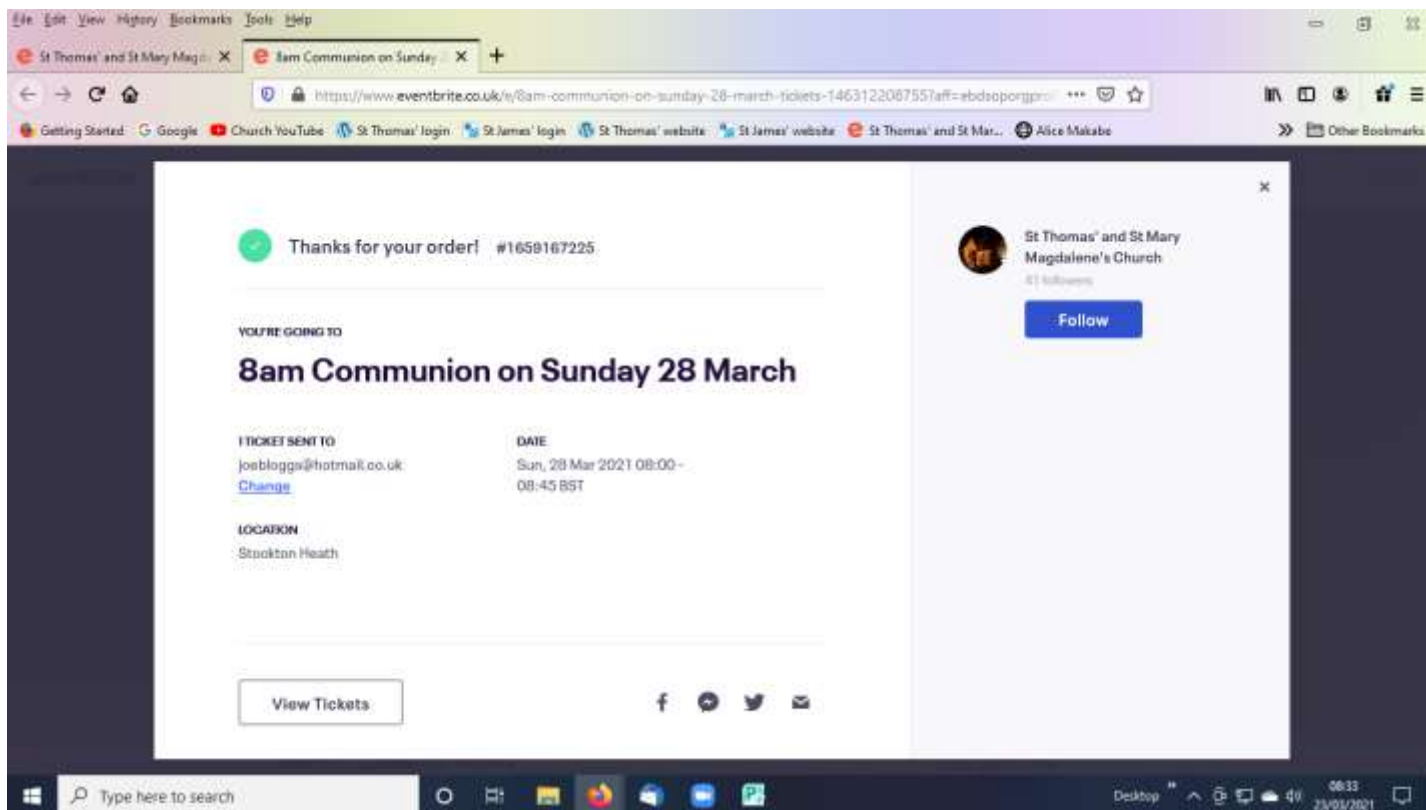 File Edit View History Bookmarks Tools Help
St Thomas' and St Mary Magd
8am Communion on Sunday
https://www.eventbrite.co.uk/e/8am-communion-on-sunday-28-march-tickets-146312208755?aff=ebdsoporgpro
Getting Started Google Church YouTube St Thomas' login St James' login St Thomas' website St James' website St Thomas' and St Mar... Alice Makabe Other Bookmarks
Thanks for your order! #1659167225
St Thomas' and St Mary
Magdalene's Church
41 followers
Follow
YOU'RE GOING TO
8am Communion on Sunday 28 March
1 TICKET SENT TO
joebloggs@hotmail.co.uk
Change
DATE
Sun, 28 Mar 2021 08:00 -
08:45 BST
LOCATION
Stockton Heath
View Tickets
Type here to search
Desktop
08:33
23/03/2021